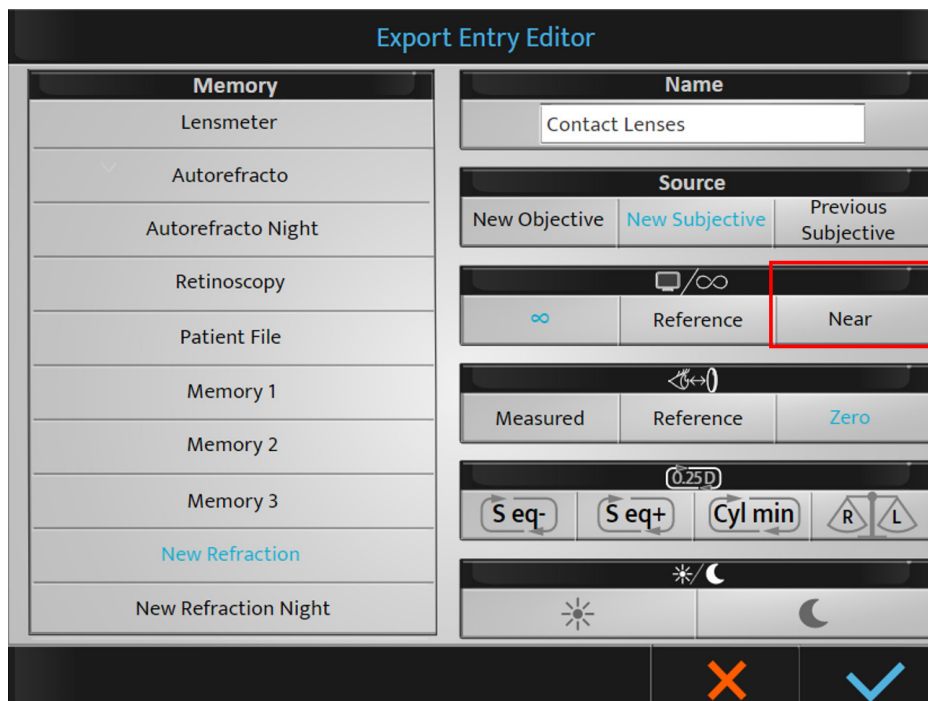 Export Entry Editor
Memory
Lensmeter
Autorefracto
Autorefracto Night
Retinoscopy
Patient File
Memory 1
Memory 2
Memory 3
New Refraction
New Refraction Night
Name
Contact Lenses
Source
New Objective
New Subjective
Previous
Subjective
/∞
∞
Reference
Near
Measured
Reference
Zero
0.25 D
S eq-
S eq+
Cyl min
R
L